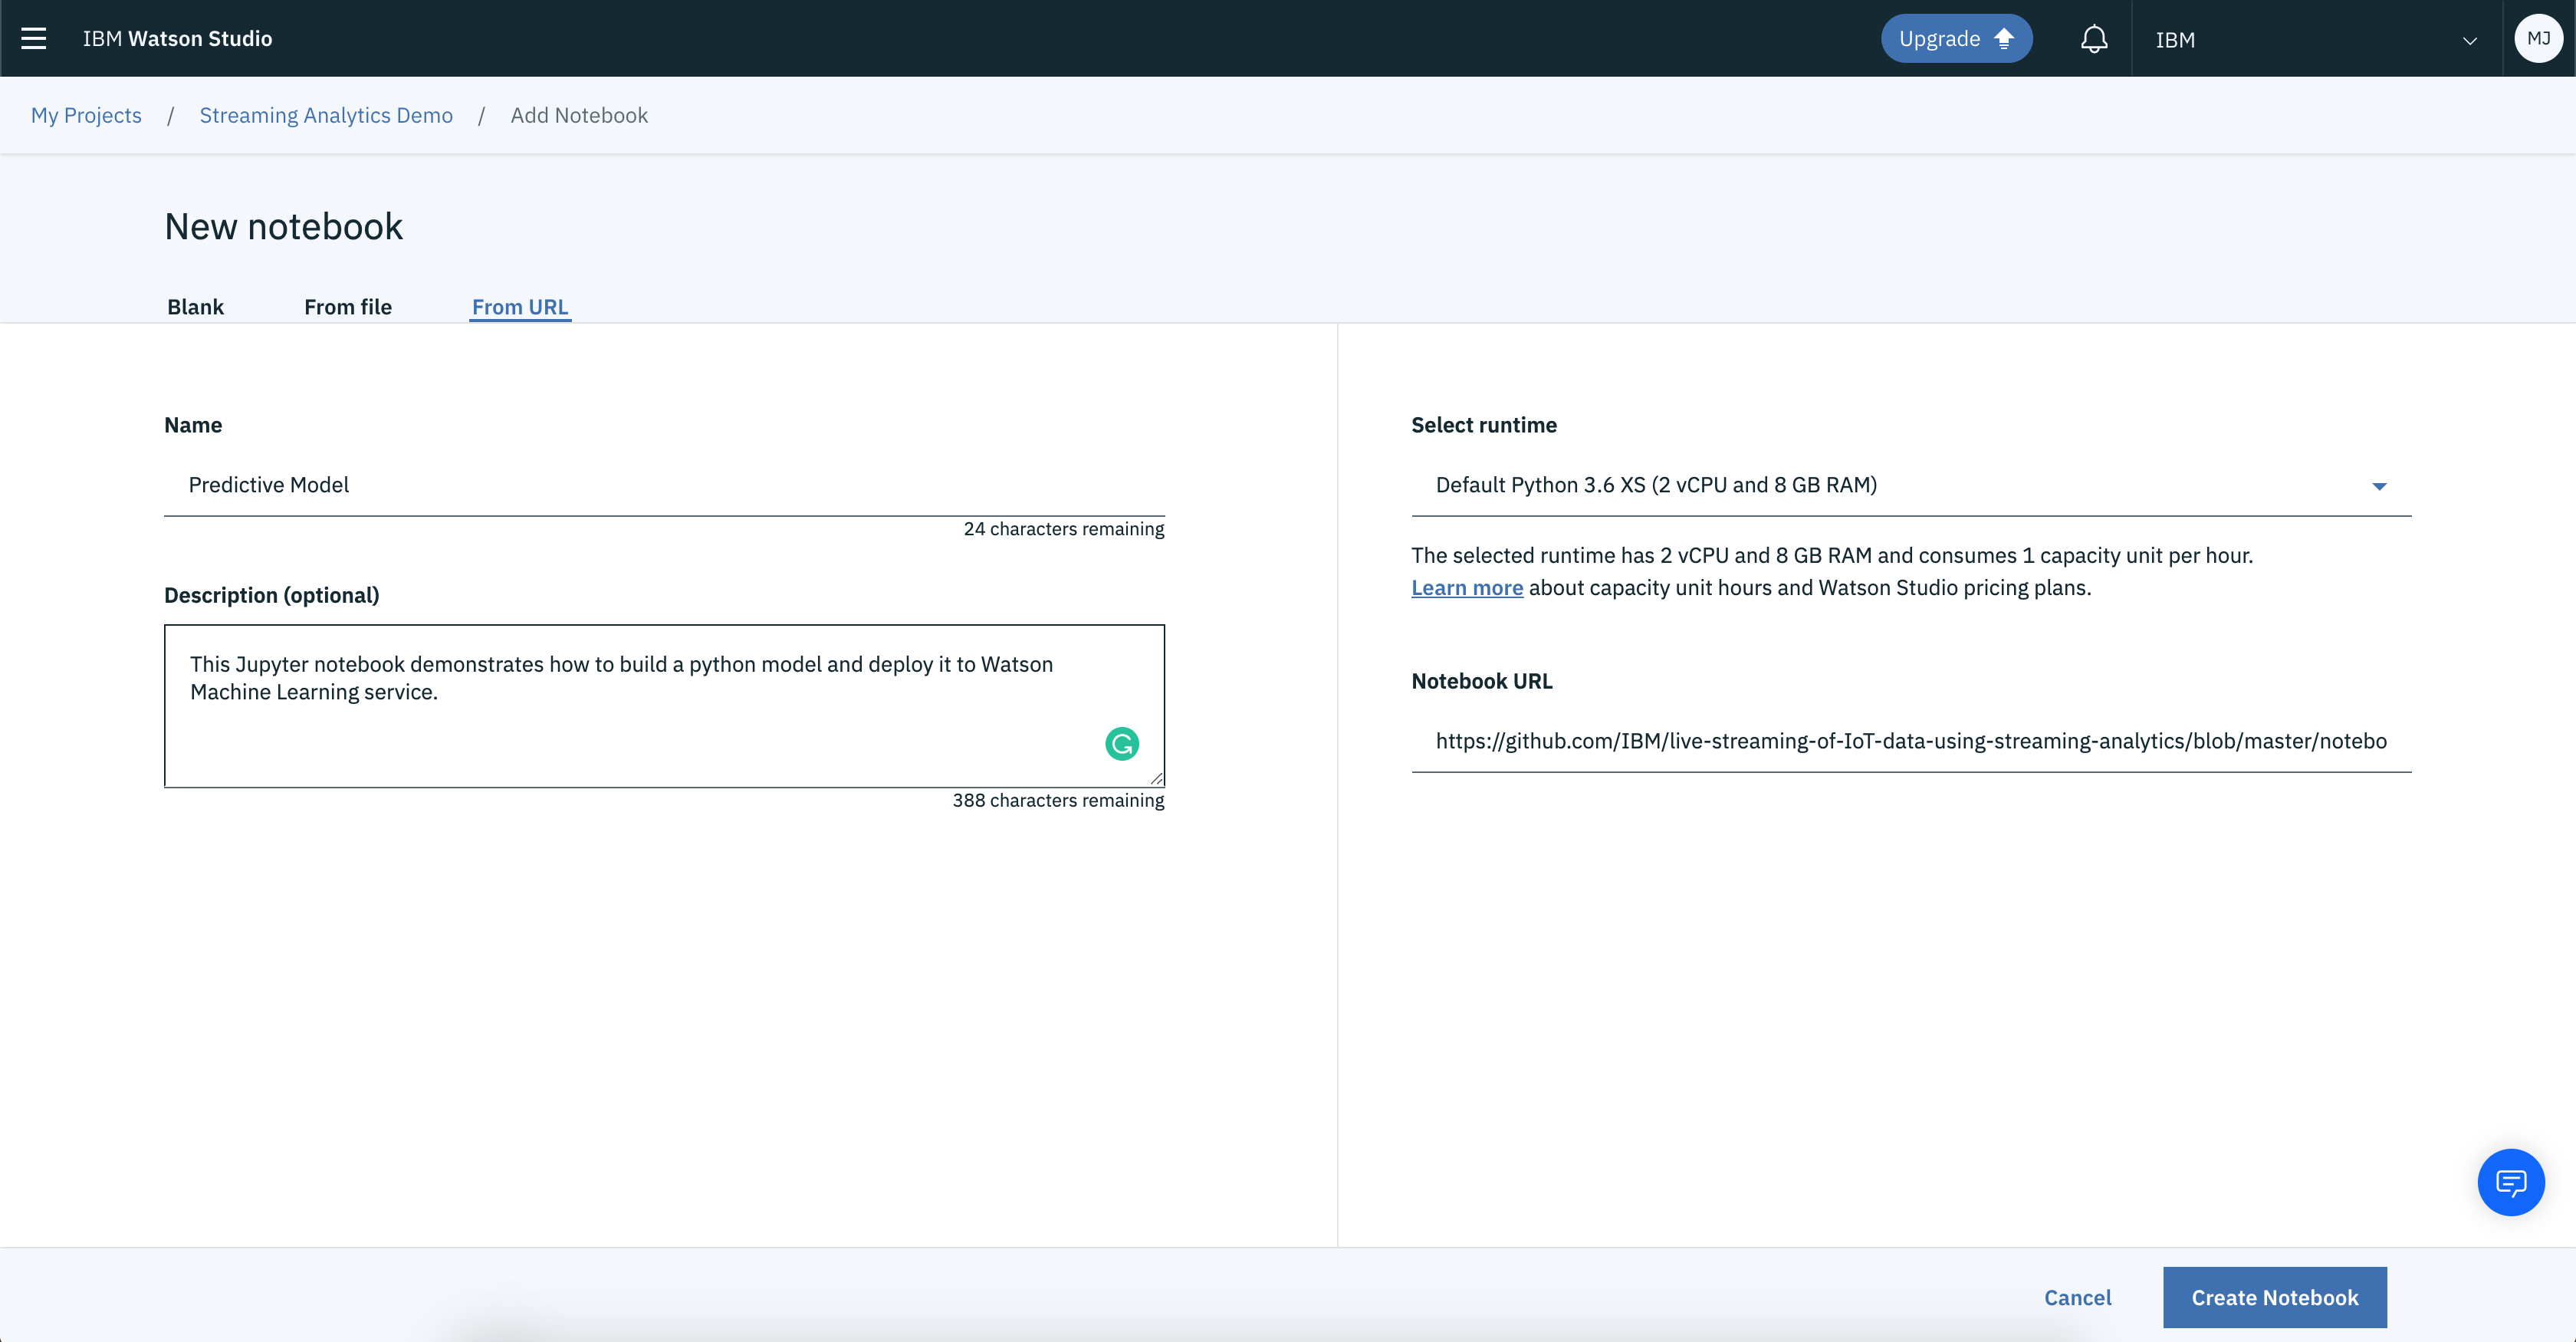 IBM Watson Studio
Upgrade
IBM
MJ
My Projects / Streaming Analytics Demo / Add Notebook
New notebook
Blank
From file
From URL
Name
Predictive Model
24 characters remaining
Description (optional)
This Jupyter notebook demonstrates how to build a python model and deploy it to Watson
Machine Learning service.
388 characters remaining
Select runtime
Default Python 3.6 XS (2 vCPU and 8 GB RAM)
The selected runtime has 2 vCPU and 8 GB RAM and consumes 1 capacity unit per hour.
Learn more about capacity unit hours and Watson Studio pricing plans.
Notebook URL
https://github.com/IBM/live-streaming-of-IoT-data-using-streaming-analytics/blob/master/notebo
Cancel
Create Notebook